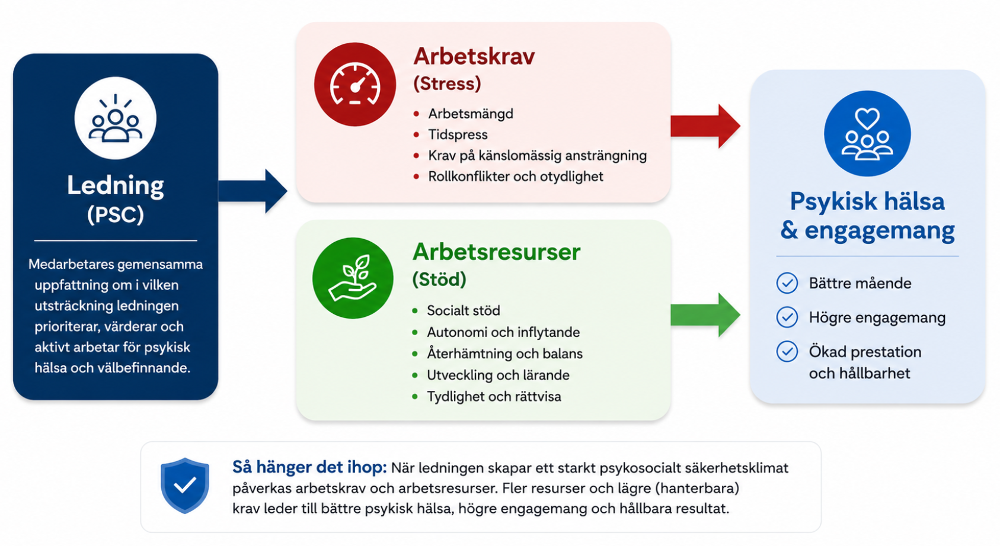 Ledning
(PSC)
Medarbetares gemensamma
uppfattning om i vilken
utsträckning ledningen
prioriterar, värderar och
aktivt arbetar för psykisk
hälsa och välbefinnande.
Arbetskrav
(Stress)
• Arbetsmängd
• Tidspress
• Krav på känslomässig ansträngning
• Rollkonflikter och otydlighet
Arbetsresurser
(Stöd)
• Socialt stöd
• Autonomi och inflytande
• Återhämtning och balans
• Utveckling och lärande
• Tydlighet och rättvisa
Psykisk hälsa
& engagemang
Bättre mående
Högre engagemang
Ökad prestation
och hållbarhet
Så hänger det ihop: När ledningen skapar ett starkt psykosocialt säkerhetsklimat
påverkas arbetskrav och arbetsresurser. Fler resurser och lägre (hanterbara)
krav leder till bättre psykisk hälsa, högre engagemang och hållbara resultat.